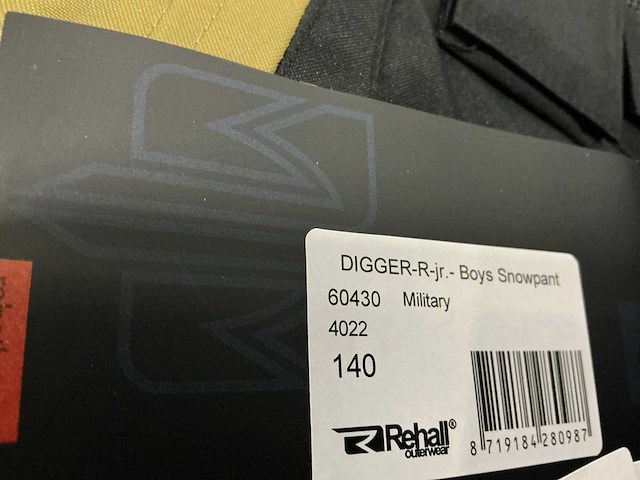 DIGGER-R-jr.- Boys Snowpant
60430 Military
4022
140
Rehall®
outerwear
8 719184 280987